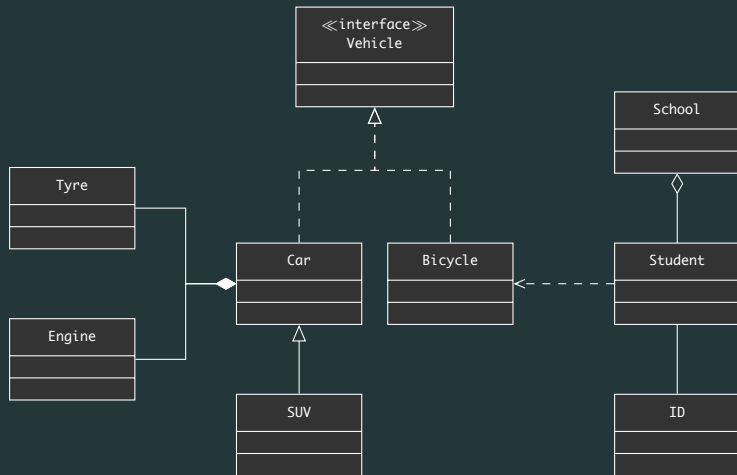 ≪interface≫
Vehicle
School
Tyre
Car
Bicycle
Student
Engine
SUV
ID